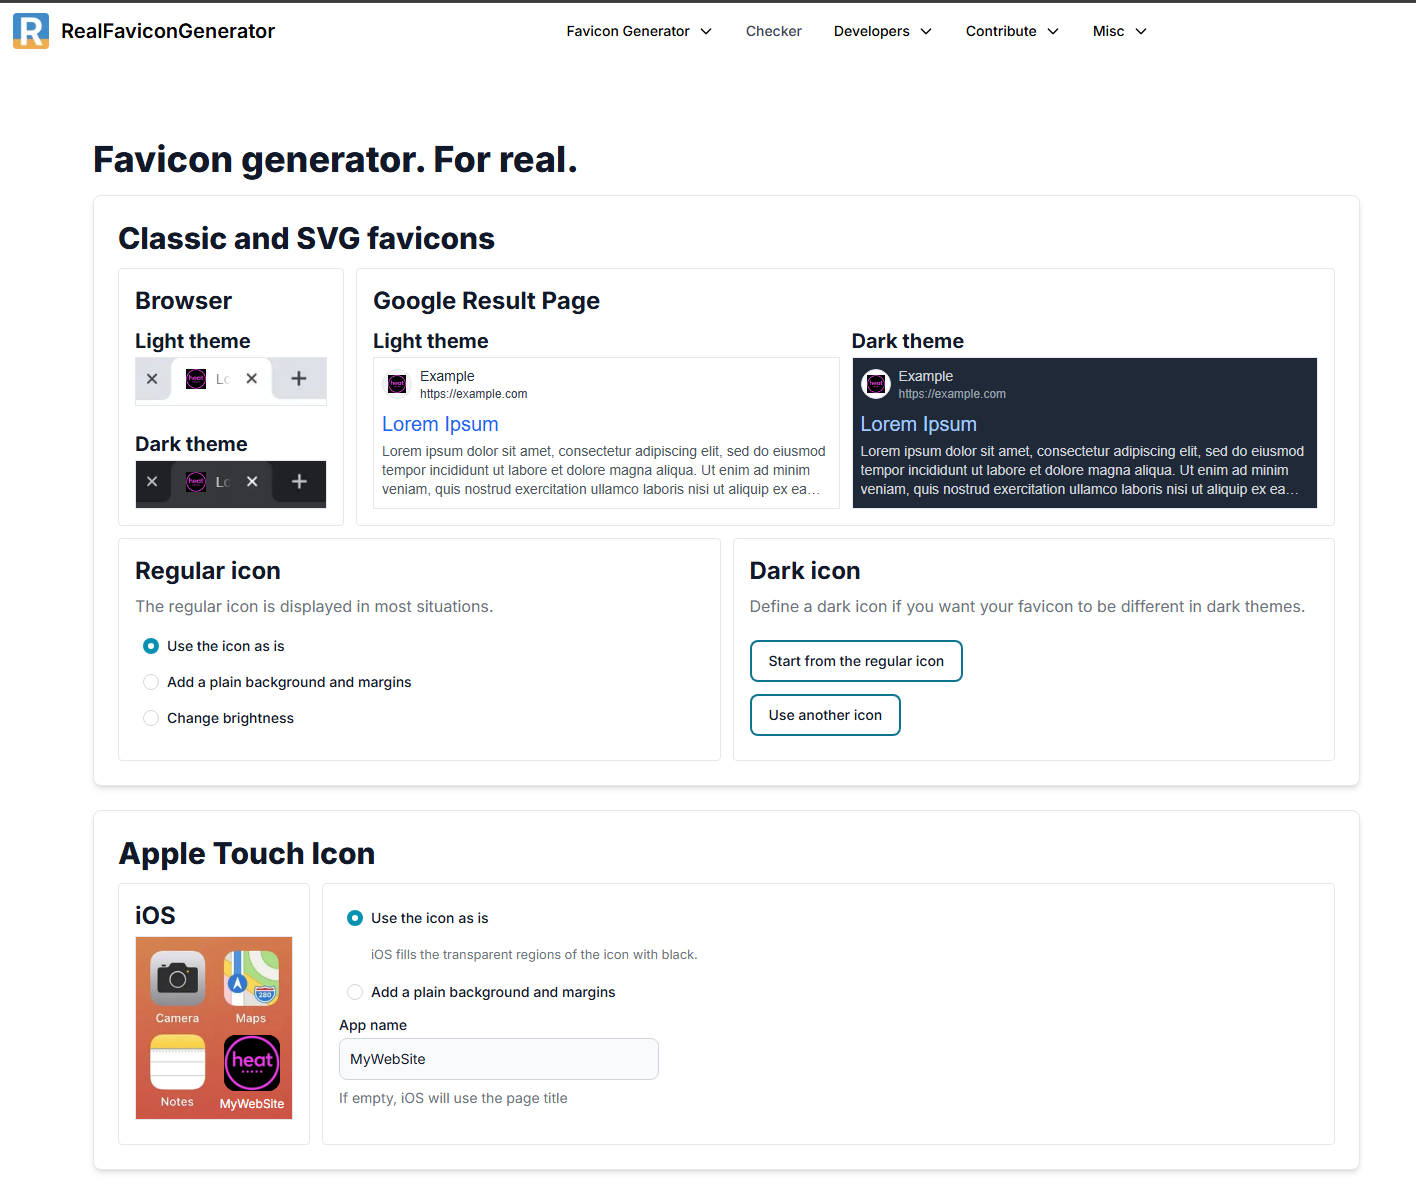 RealFaviconGenerator
Favicon Generator
Checker
Developers
Contribute
Misc
Favicon generator. For real.
Classic and SVG favicons
Browser
Light theme
heat
Lo
Dark theme
heat
Lo
Google Result Page
Light theme
heat
Example
https://example.com
Lorem Ipsum
Lorem ipsum dolor sit amet, consectetur adipiscing elit, sed do eiusmod
tempor incididunt ut labore et dolore magna aliqua. Ut enim ad minim
veniam, quis nostrud exercitation ullamco laboris nisi ut aliquip ex ea…
Dark theme
heat
Example
https://example.com
Lorem Ipsum
Lorem ipsum dolor sit amet, consectetur adipiscing elit, sed do eiusmod
tempor incididunt ut labore et dolore magna aliqua. Ut enim ad minim
veniam, quis nostrud exercitation ullamco laboris nisi ut aliquip ex ea…
Regular icon
The regular icon is displayed in most situations.
Use the icon as is
Add a plain background and margins
Change brightness
Dark icon
Define a dark icon if you want your favicon to be different in dark themes.
Start from the regular icon
Use another icon
Apple Touch Icon
iOS
280
Camera
Maps
heat
Notes
MyWebSite
Use the icon as is
iOS fills the transparent regions of the icon with black.
Add a plain background and margins
App name
MyWebSite
If empty, iOS will use the page title